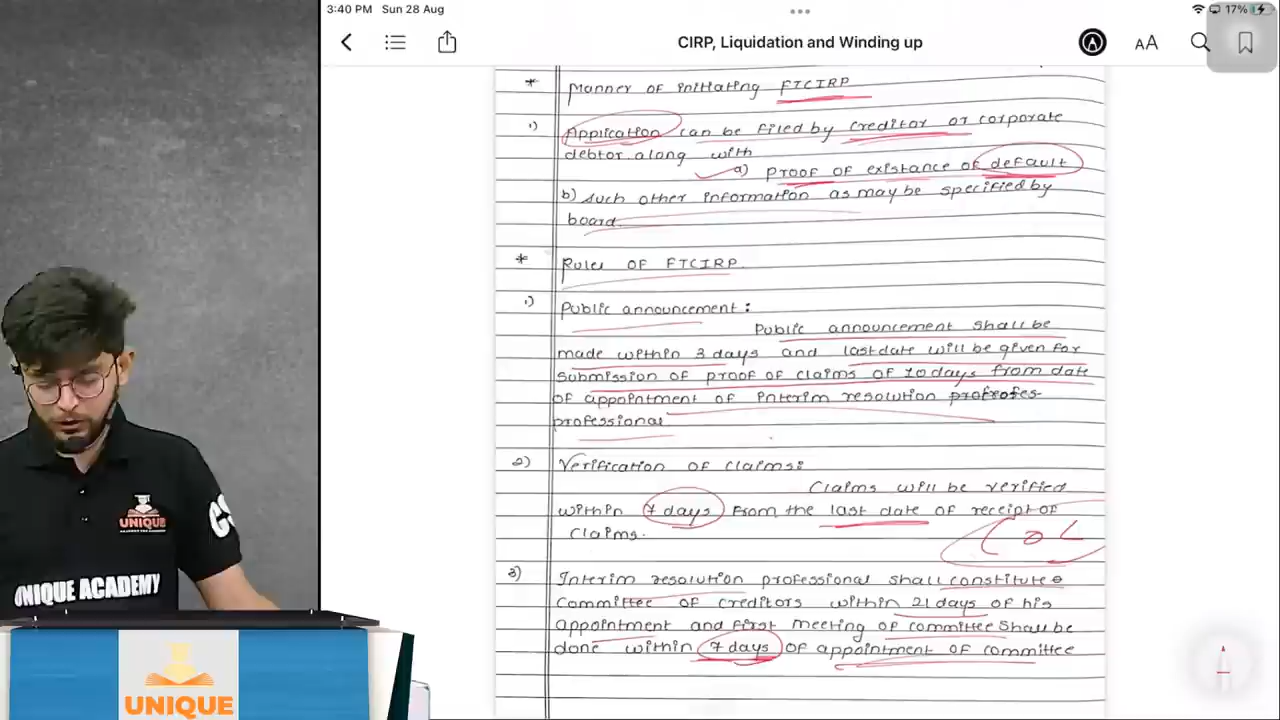 3:40 PM Sun 28 Aug
17%
CIRP, Liquidation and Winding up
AA
* Manner of initiating FTCIRP
1) Application can be filed by creditor or corporate
debtor along with
a) Proof of existance of default
b) Such other information as may be specified by
board.
* Rules OF FTCIRP.
1) Public announcement :
Public announcement shall be
made within 3 days and last date will be given for
submission of proof of claims of 10 days from date
of appointment of interim resolution profrofes-
professional.
2) Verification of claims:
Claims will be verified
within 7 days from the last date of receipt of
claims.
COC
3) Interim resolution professional shall constitute
committee of creditors within 21 days of his
appointment and first meeting of committee shall be
done within 7 days of appointment of committee
UNIQUE
CS
UNIQUE ACADEMY
UNIQUE